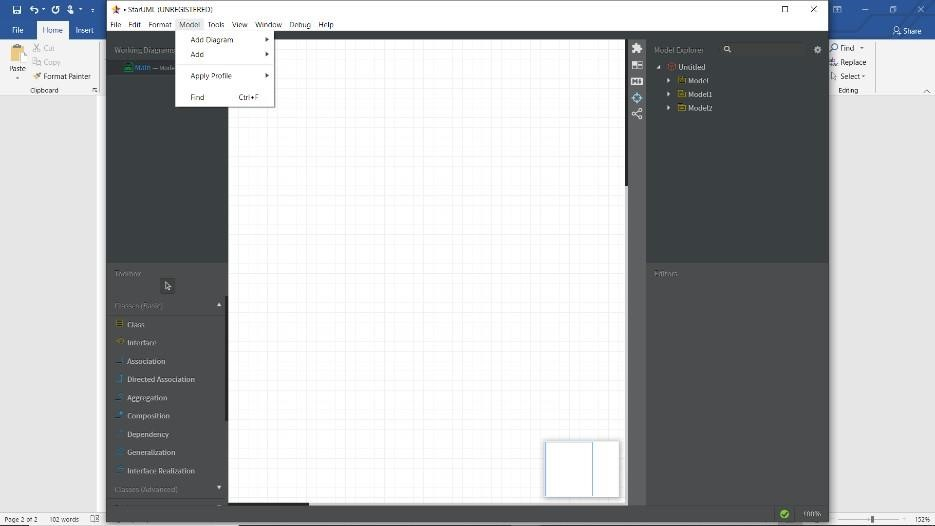 • StarUML (UNREGISTERED)
File Home Insert
Share
File Edit Format Model Tools View Window Debug Help
Paste
Cut
Copy
Format Painter
Clipboard
Working Diagrams
Main — Mode
Add Diagram
Add
Apply Profile
Find Ctrl+F
Model Explorer
Untitled
Model
Model1
Model2
Find
Replace
Select
Editing
Toolbox
Classes (Basic)
Class
Interface
Association
Directed Association
Aggregation
Composition
Dependency
Generalization
Interface Realization
Classes (Advanced)
Editors
100%
Page 2 of 2 102 words
152%